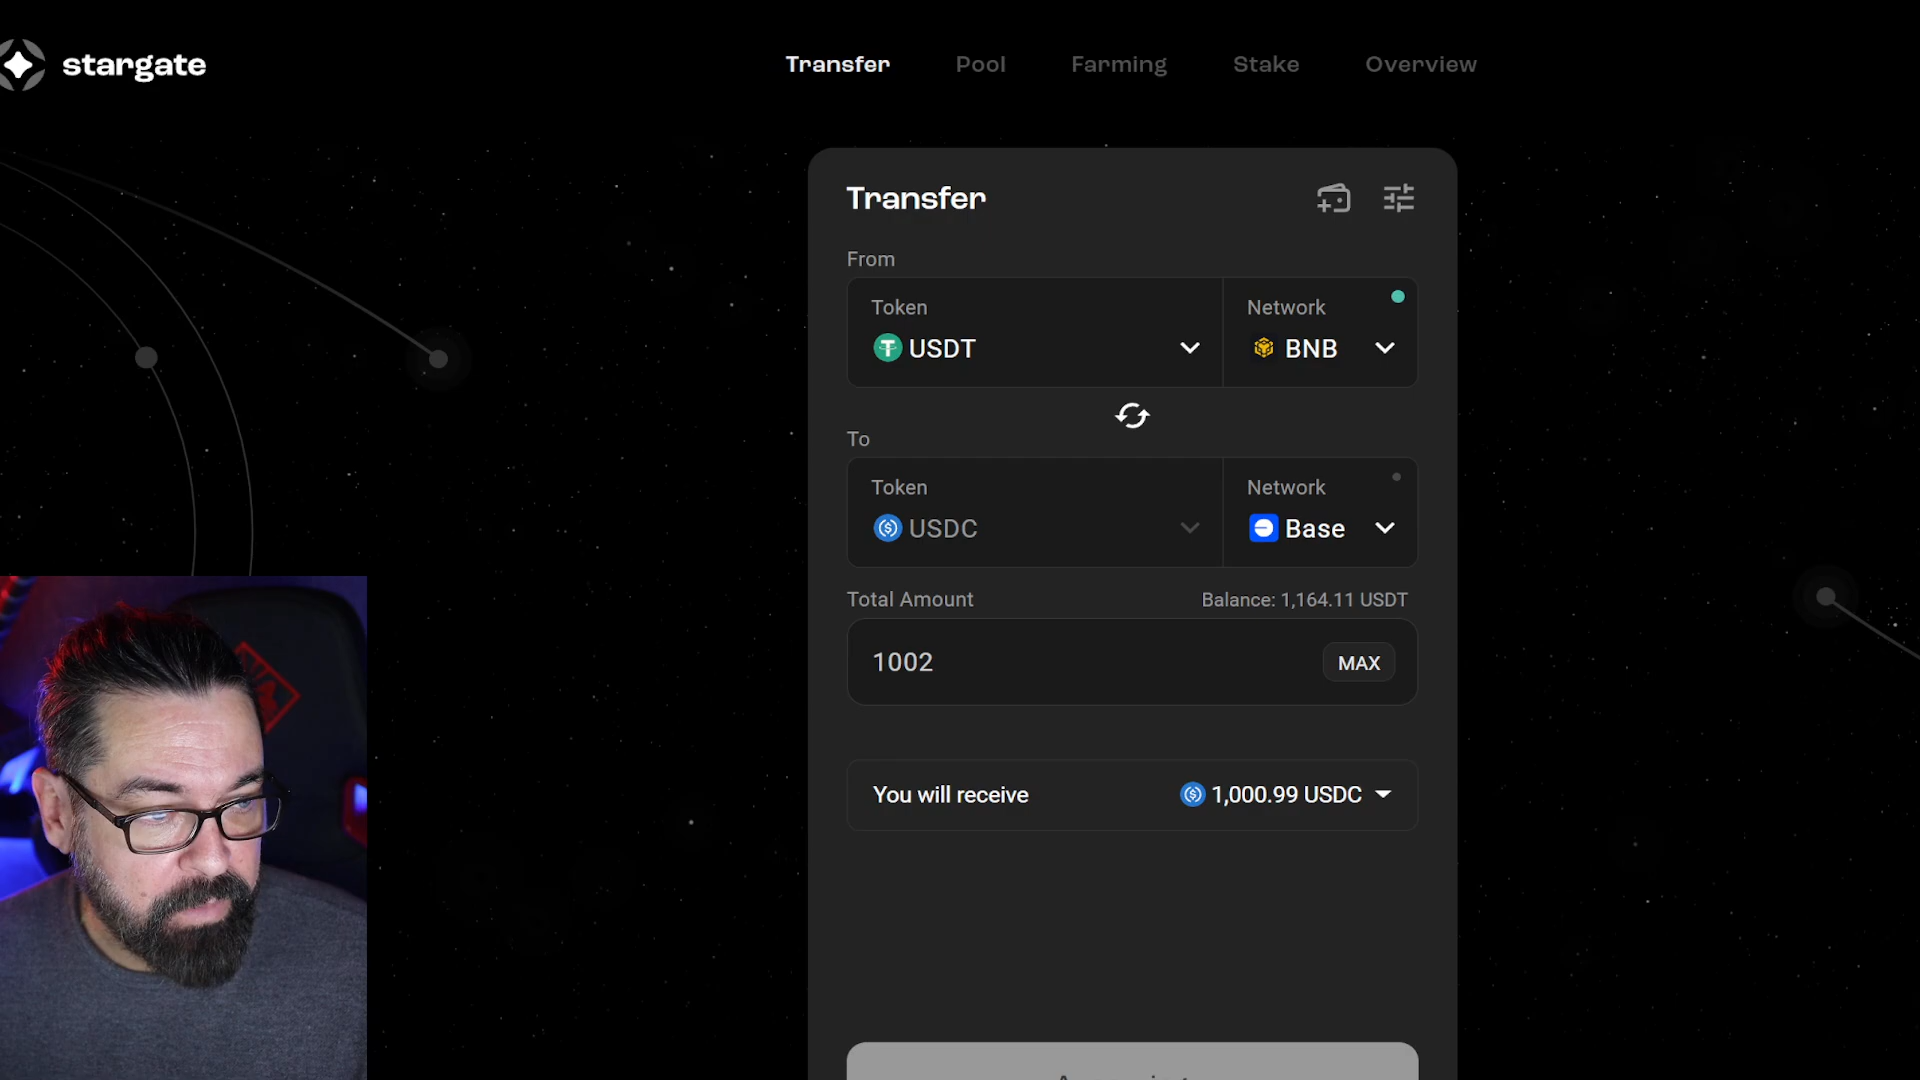 stargate
Transfer Pool Farming Stake Overview
Transfer
From
Token Network
USDT BNB
To
Token Network
USDC Base
Total Amount Balance: 1,164.11 USDT
1002 MAX
You will receive 1,000.99 USDC